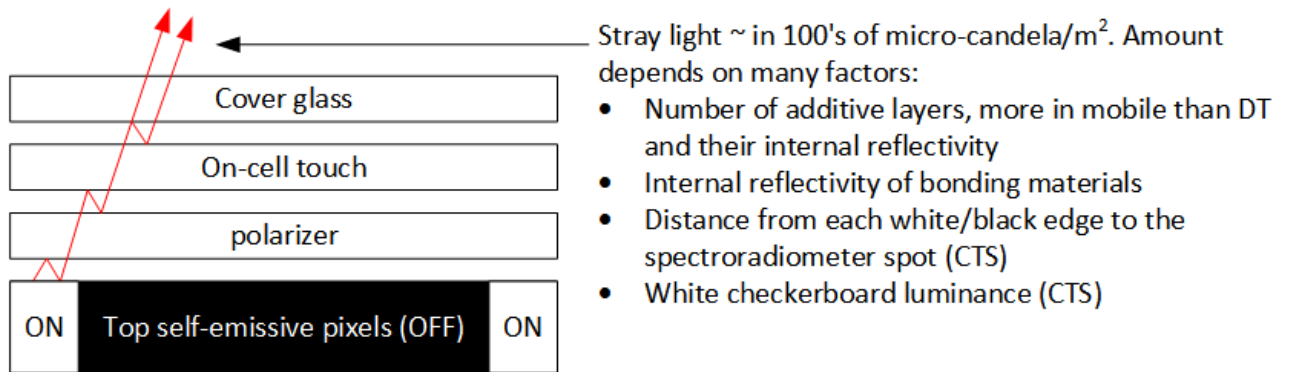 Stray light ~ in 100's of micro-candela/m². Amount
depends on many factors:
• Number of additive layers, more in mobile than DT
and their internal reflectivity
• Internal reflectivity of bonding materials
• Distance from each white/black edge to the
spectroradiometer spot (CTS)
• White checkerboard luminance (CTS)
Cover glass
On-cell touch
polarizer
ON
Top self-emissive pixels (OFF)
ON